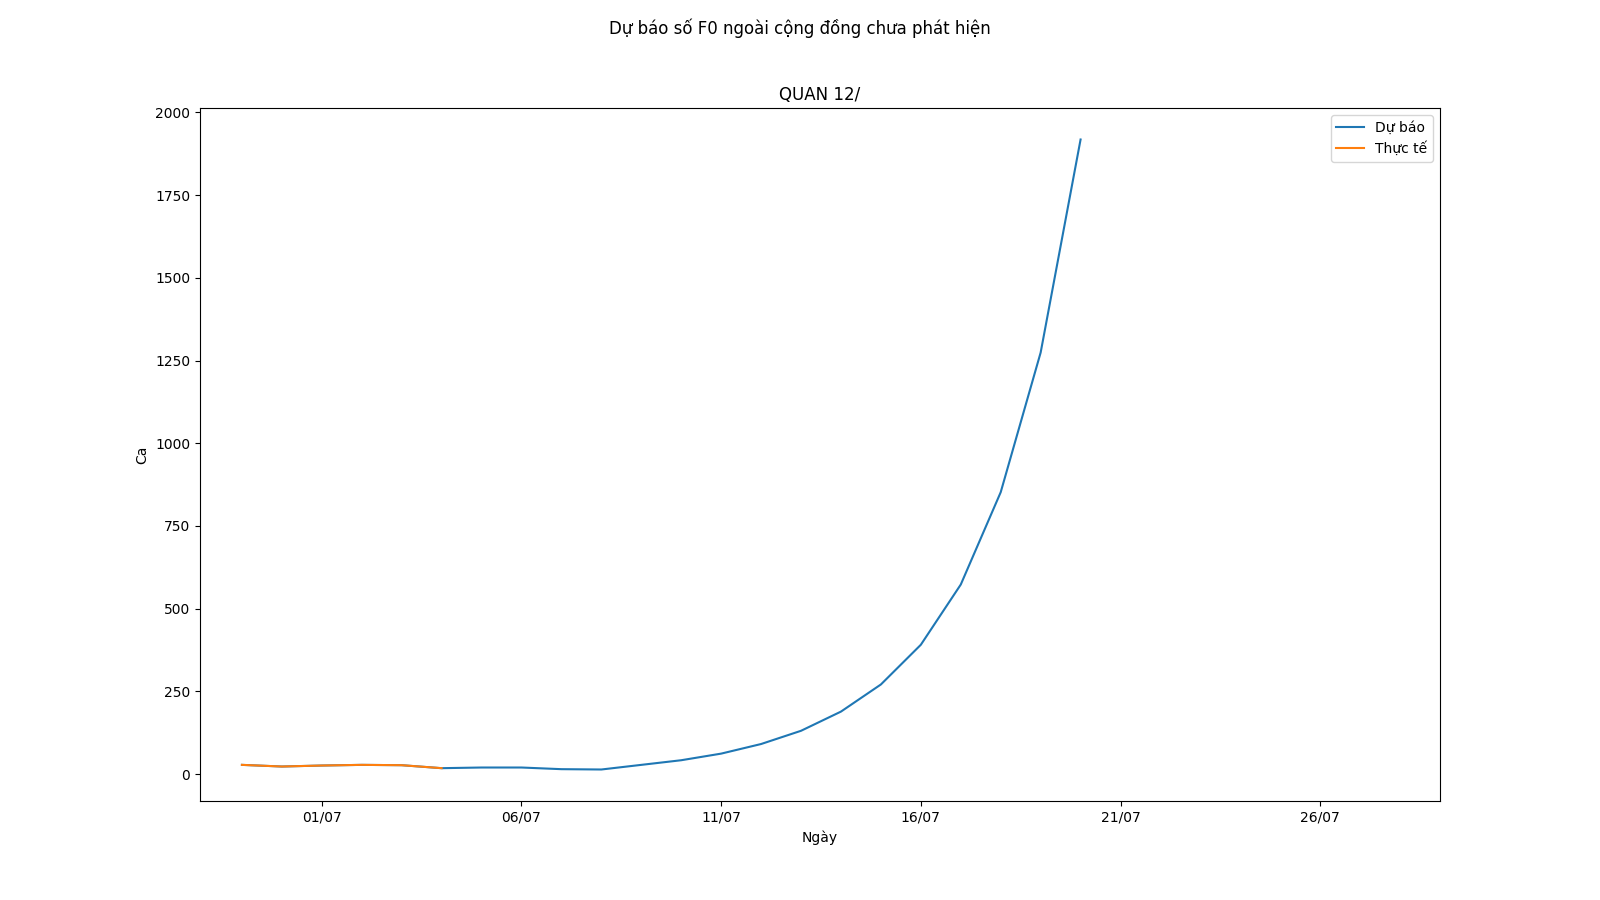 Dự báo số F0 ngoài cộng đồng chưa phát hiện
QUAN 12/
2000
1750
1500
1250
1000
750
500
250
0
Ca
Dự báo
Thực tế
01/07
06/07
11/07
16/07
21/07
26/07
Ngày